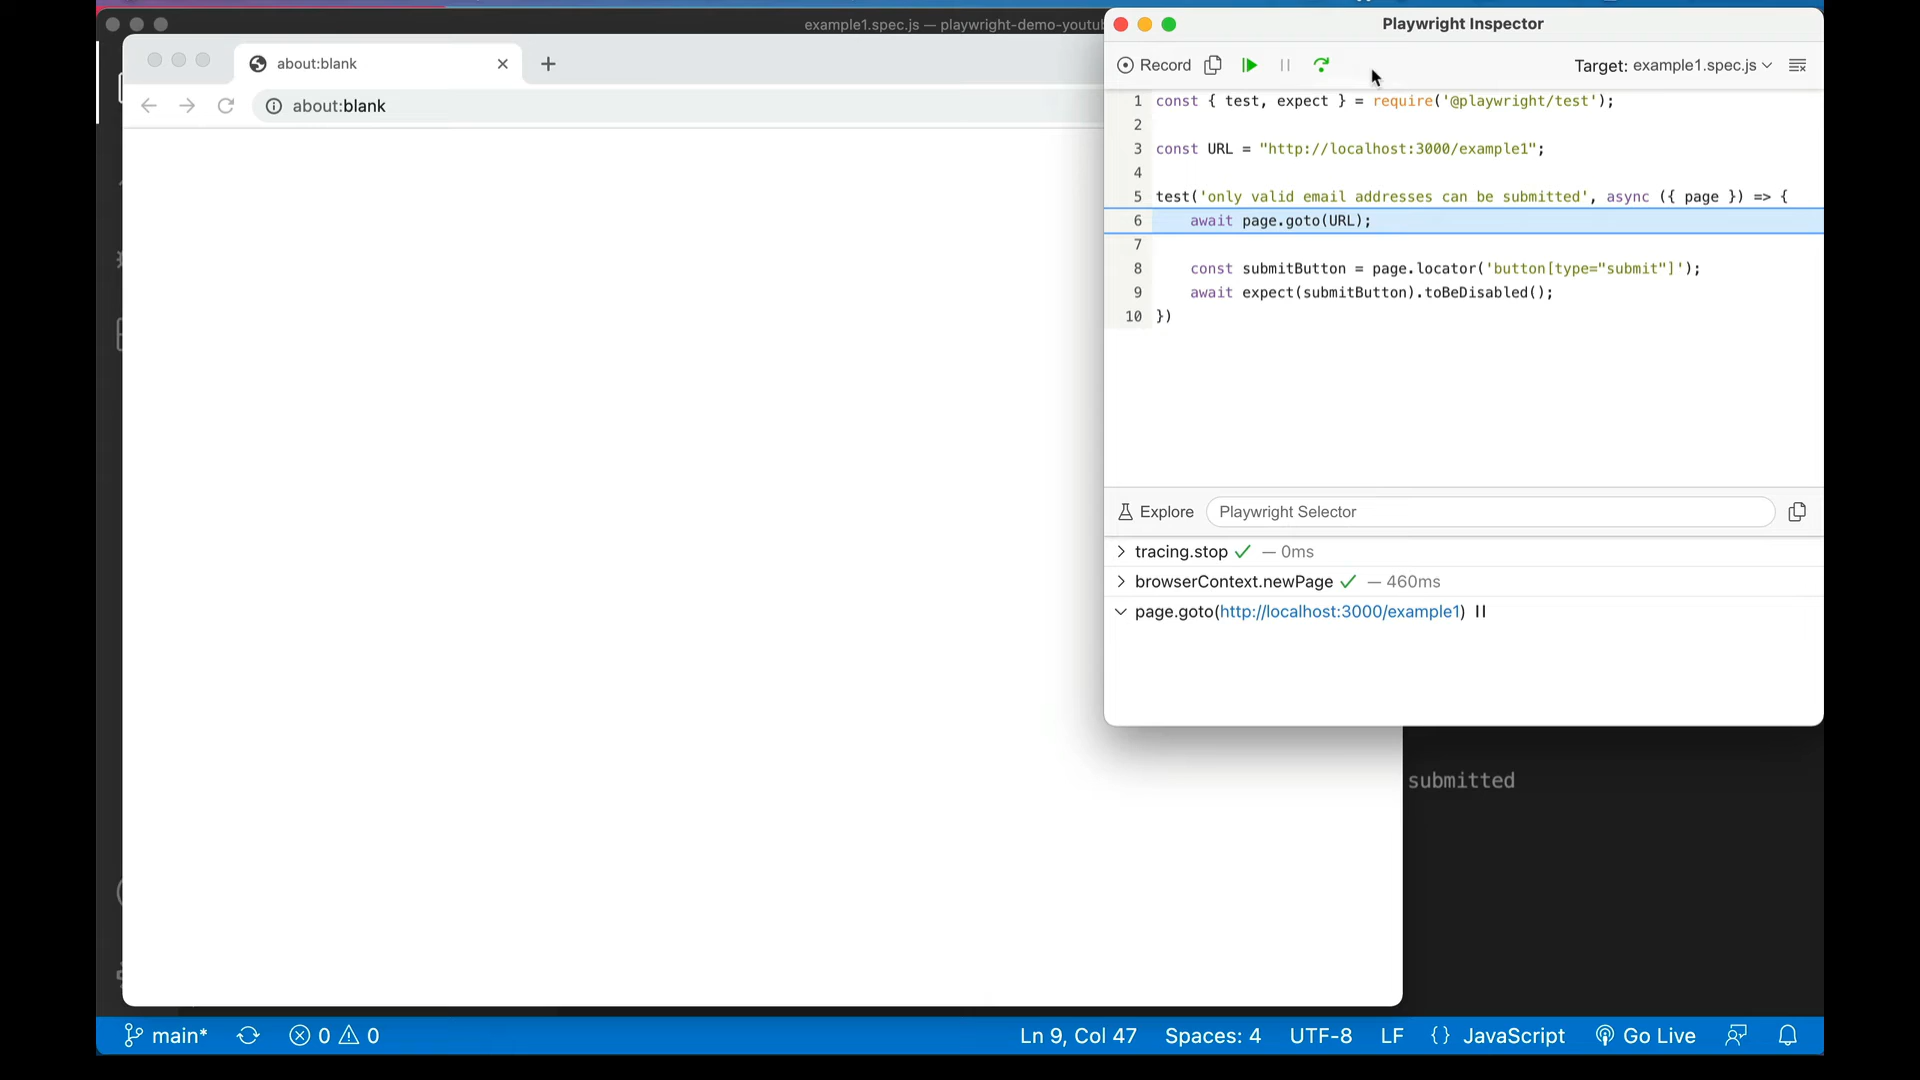 example1.spec.js — playwright-demo-youtu
about:blank
about:blank
Playwright Inspector
Record
Target: example1.spec.js
1 const { test, expect } = require('@playwright/test');
2
3 const URL = "http://localhost:3000/example1";
4
5 test('only valid email addresses can be submitted', async ({ page }) => {
6 await page.goto(URL);
7
8 const submitButton = page.locator('button[type="submit"]');
9 await expect(submitButton).toBeDisabled();
10 })
Explore
Playwright Selector
tracing.stop ✓ — 0ms
browserContext.newPage ✓ — 460ms
page.goto(http://localhost:3000/example1)
submitted
main* 0 0 Ln 9, Col 47 Spaces: 4 UTF-8 LF {} JavaScript Go Live